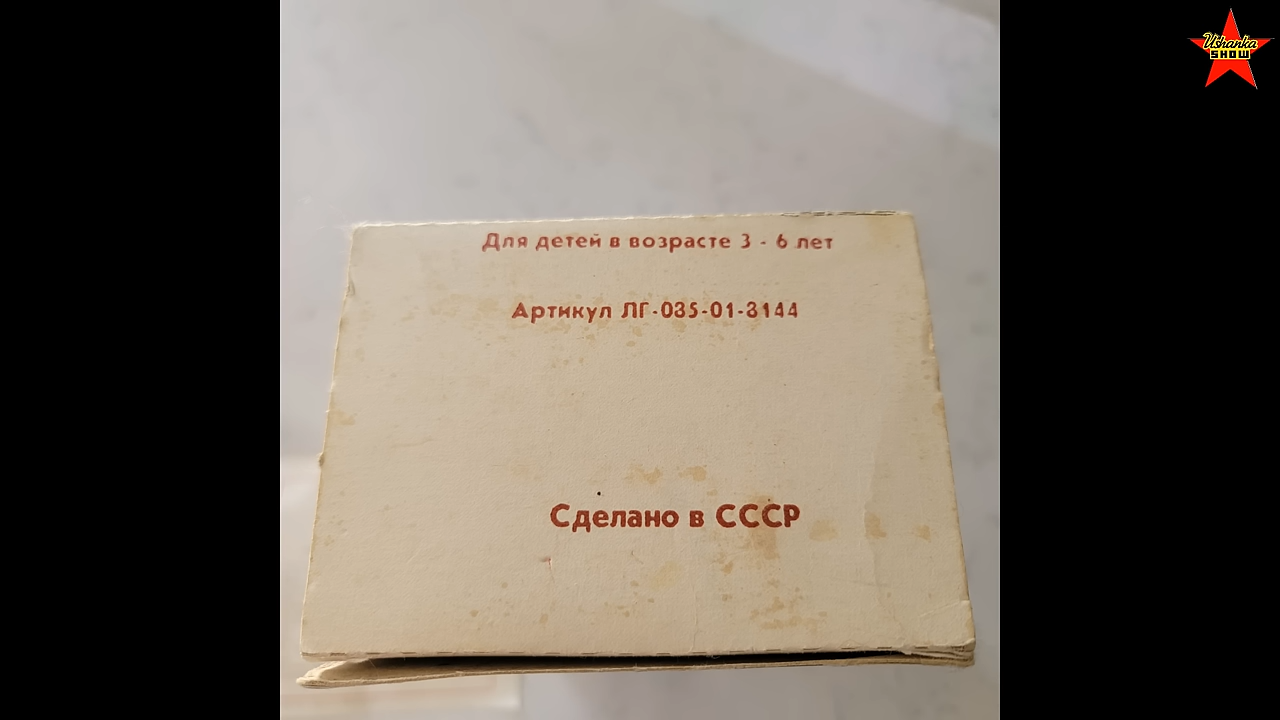 Ushanka
SHOW
Для детей в возрасте 3 - 6 лет
Артикул ЛГ-035-01-3144
Сделано в СССР